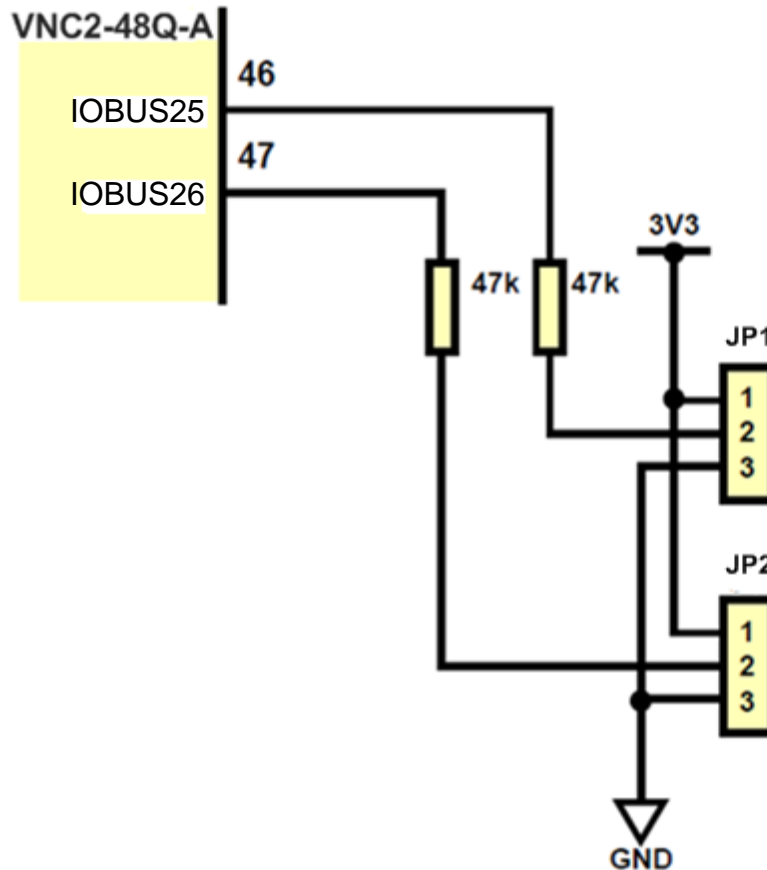 VNC2-48Q-A
46
IOBUS25
47
IOBUS26
3V3
47k 47k
JP1
1
2
3
JP2
1
2
3
GND